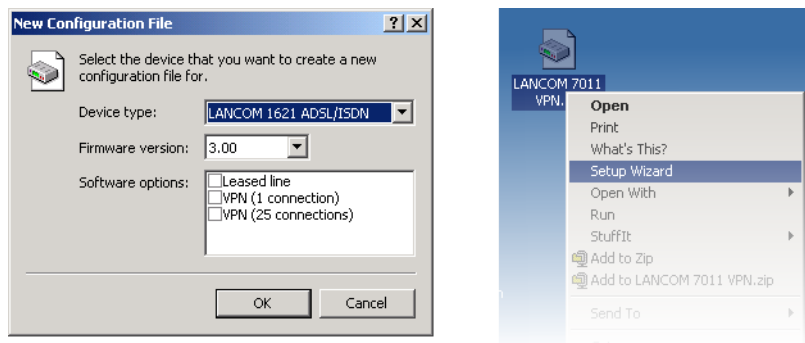 New Configuration File
Select the device that you want to create a new
configuration file for.
Device type:
LANCOM 1621 ADSL/ISDN
Firmware version:
3.00
Software options:
Leased line
VPN (1 connection)
VPN (25 connections)
OK
Cancel
LANCOM 7011
VPN.
Open
Print
What's This?
Setup Wizard
Open With
Run
StuffIt
Add to Zip
Add to LANCOM 7011 VPN.zip
Send To